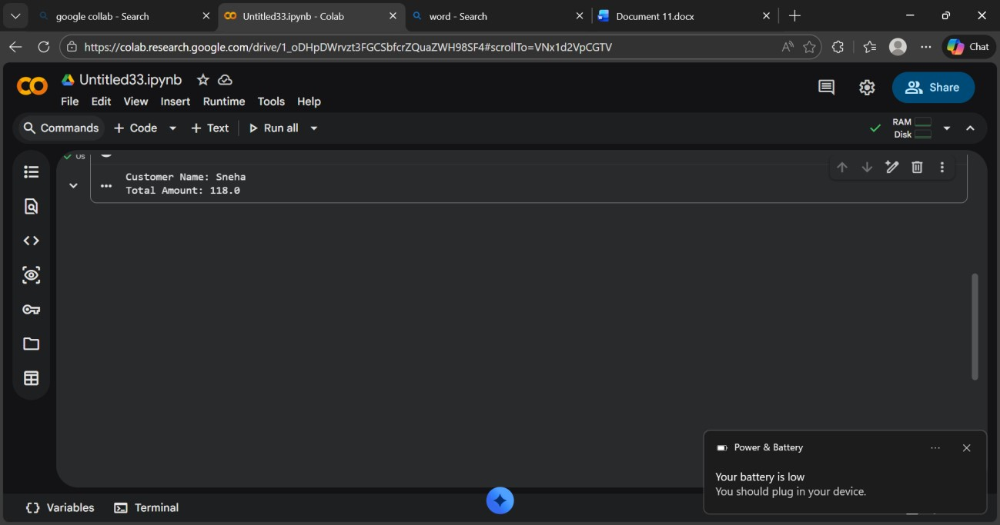 google collab - Search
Untitled33.ipynb - Colab
word - Search
Document 11.docx
https://colab.research.google.com/drive/1_oDHpDWrvzt3FGCSbfcrZQuaZWH98SF4#scrollTo=VNx1d2VpCGTV
Chat
Untitled33.ipynb
Share
File Edit View Insert Runtime Tools Help
Commands + Code + Text Run all
RAM
Disk
0s
Customer Name: Sneha
Total Amount: 118.0
Power & Battery
Your battery is low
You should plug in your device.
Variables Terminal